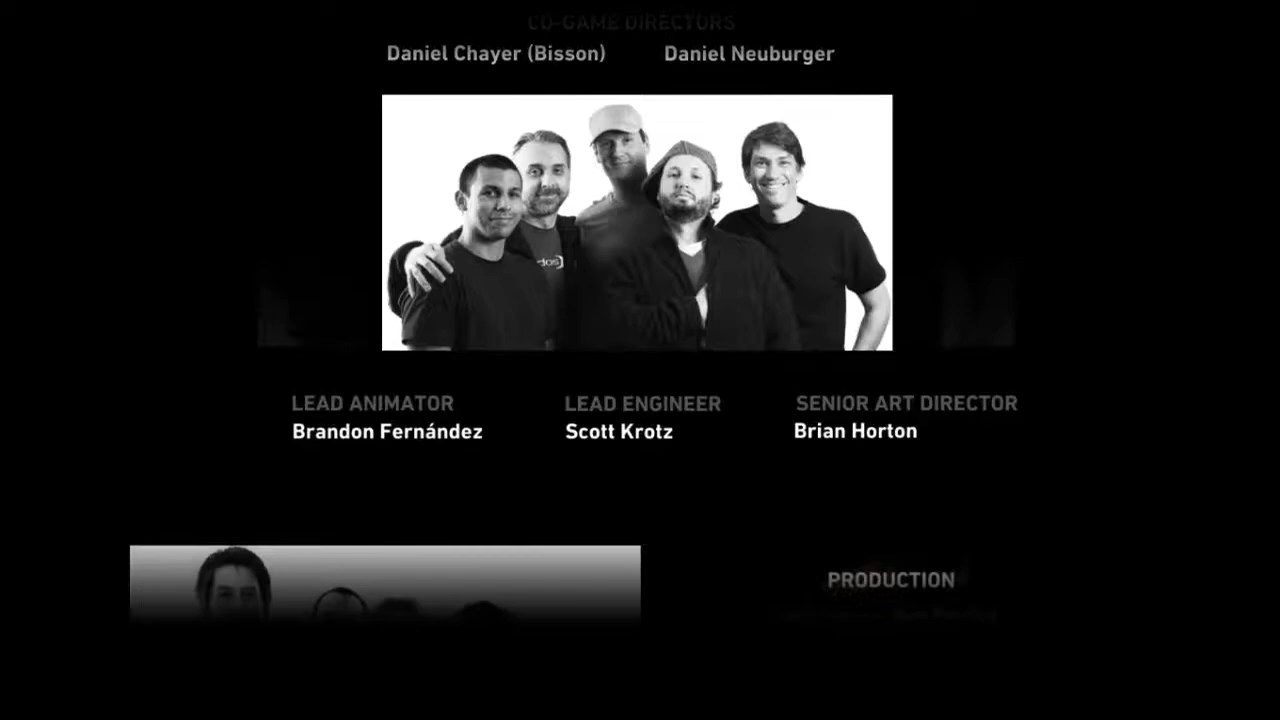 CO-GAME DIRECTORS
Daniel Chayer (Bisson) Daniel Neuburger
dos
LEAD ANIMATOR LEAD ENGINEER SENIOR ART DIRECTOR
Brandon Fernández Scott Krotz Brian Horton
PRODUCTION